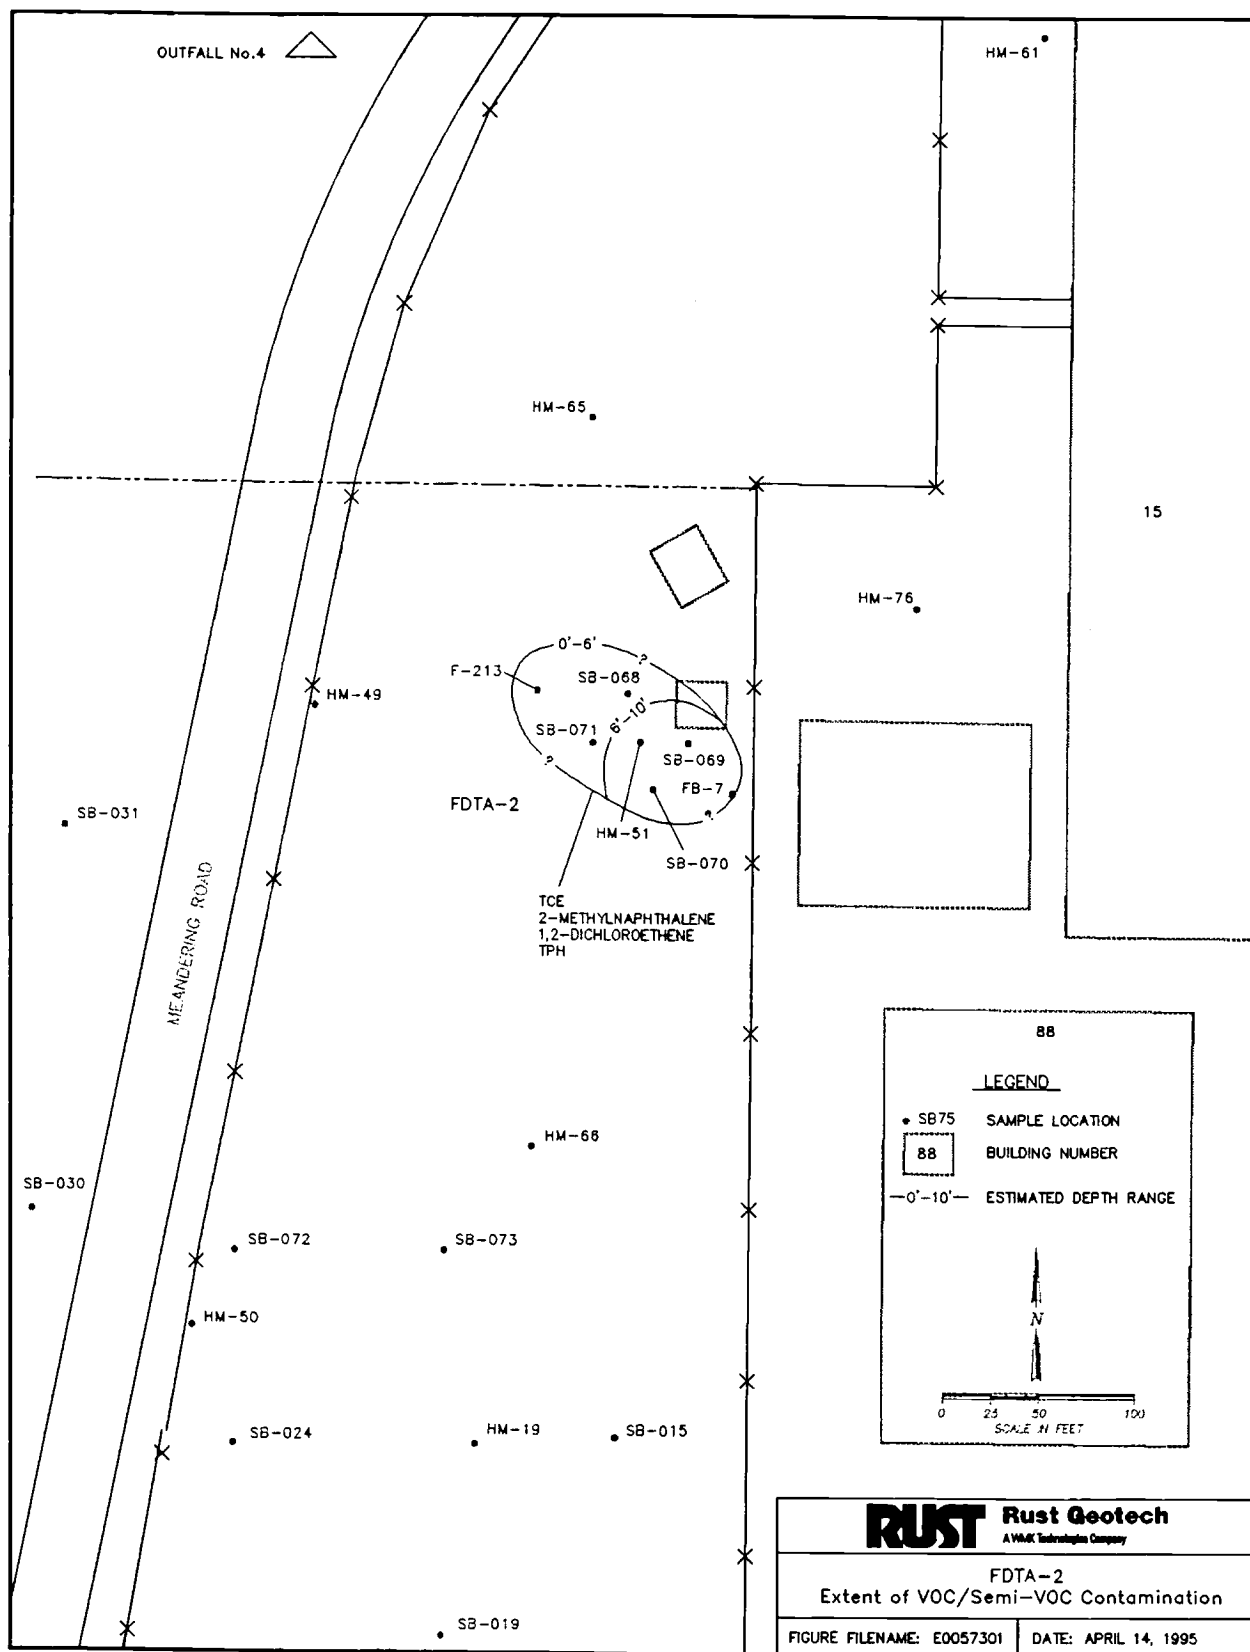 OUTFALL No.4
HM-61
HM-65
15
HM-76
0'-6'
?
F-213
SB-068
HM-49
6'-10'
SB-071
SB-069
?
FB-7
SB-031
FDTA-2
?
HM-51
SB-070
TCE
2-METHYLNAPHTHALENE
1,2-DICHLOROETHENE
TPH
MEANDERING ROAD
88
LEGEND
SB75 SAMPLE LOCATION
88 BUILDING NUMBER
0'-10' ESTIMATED DEPTH RANGE
N
0 25 50 100
SCALE IN FEET
HM-66
SB-030
SB-072
SB-073
HM-50
SB-024
HM-19
SB-015
SB-019
RUST Rust Geotech
A WMK Technologies Company
FDTA-2
Extent of VOC/Semi-VOC Contamination
FIGURE FILENAME: E0057301 DATE: APRIL 14, 1995